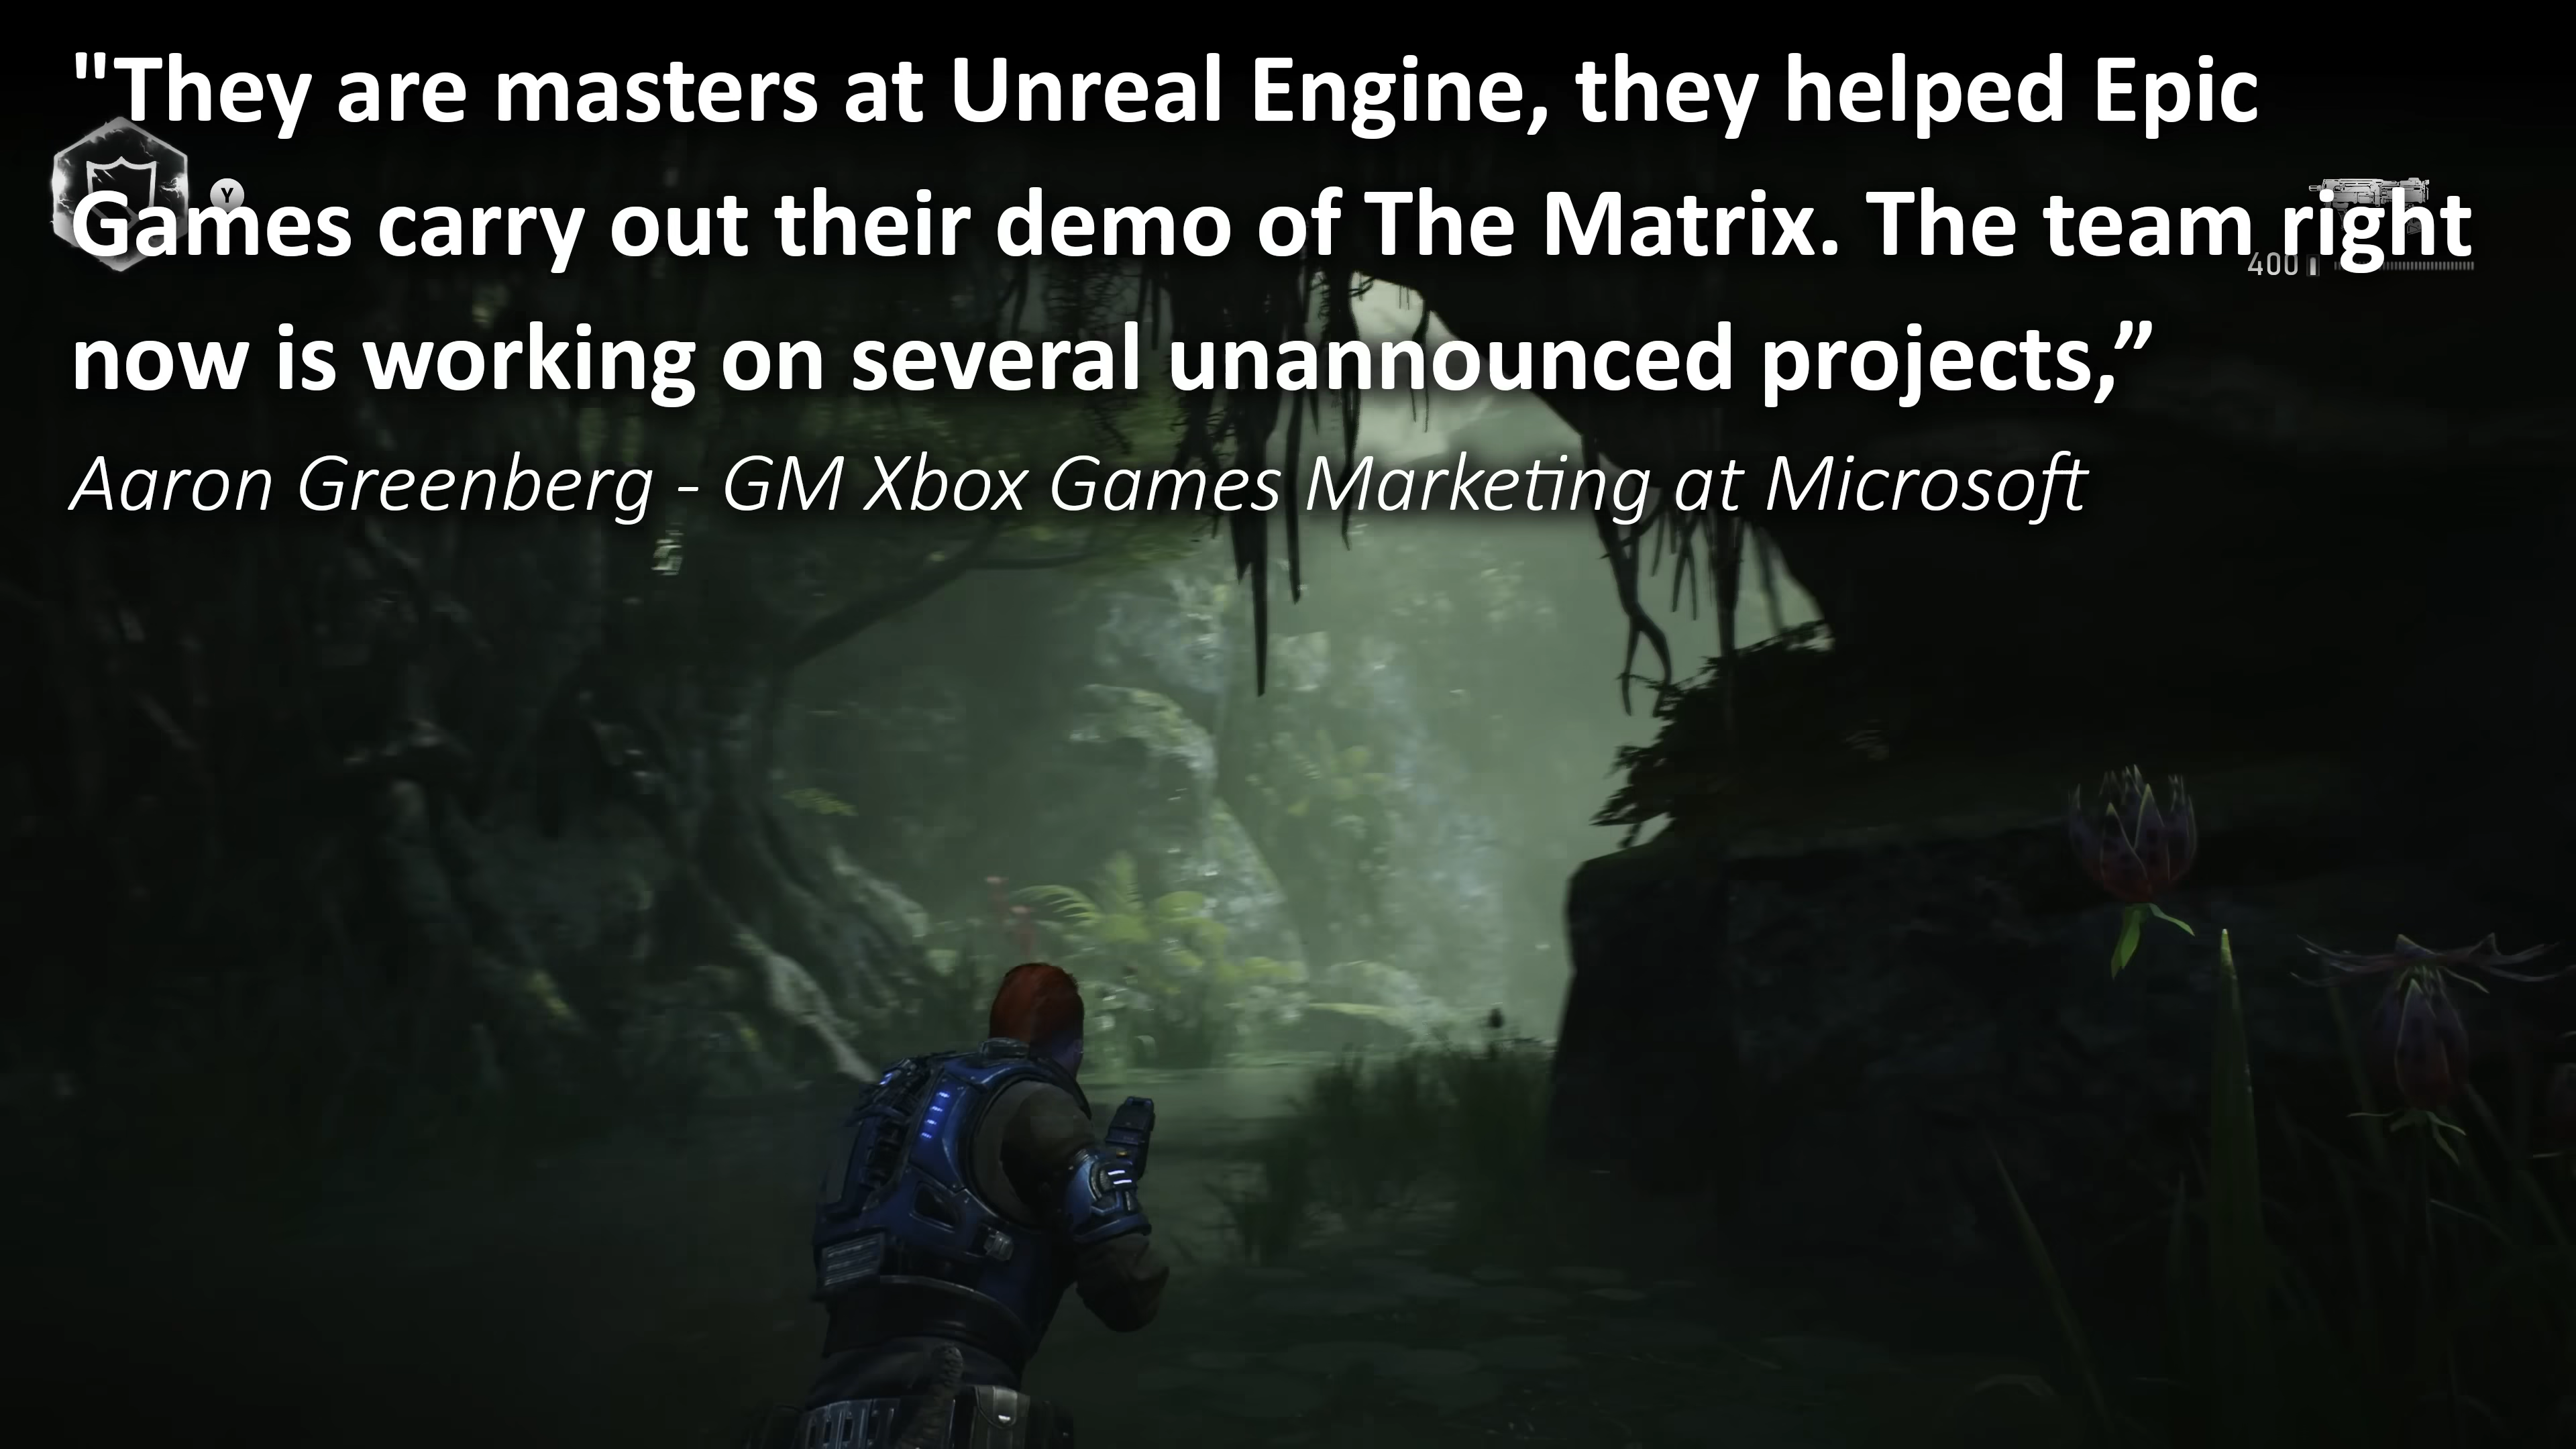 "They are masters at Unreal Engine, they helped Epic
Y
Games carry out their demo of The Matrix. The team right
400
now is working on several unannounced projects,”
Aaron Greenberg - GM Xbox Games Marketing at Microsoft